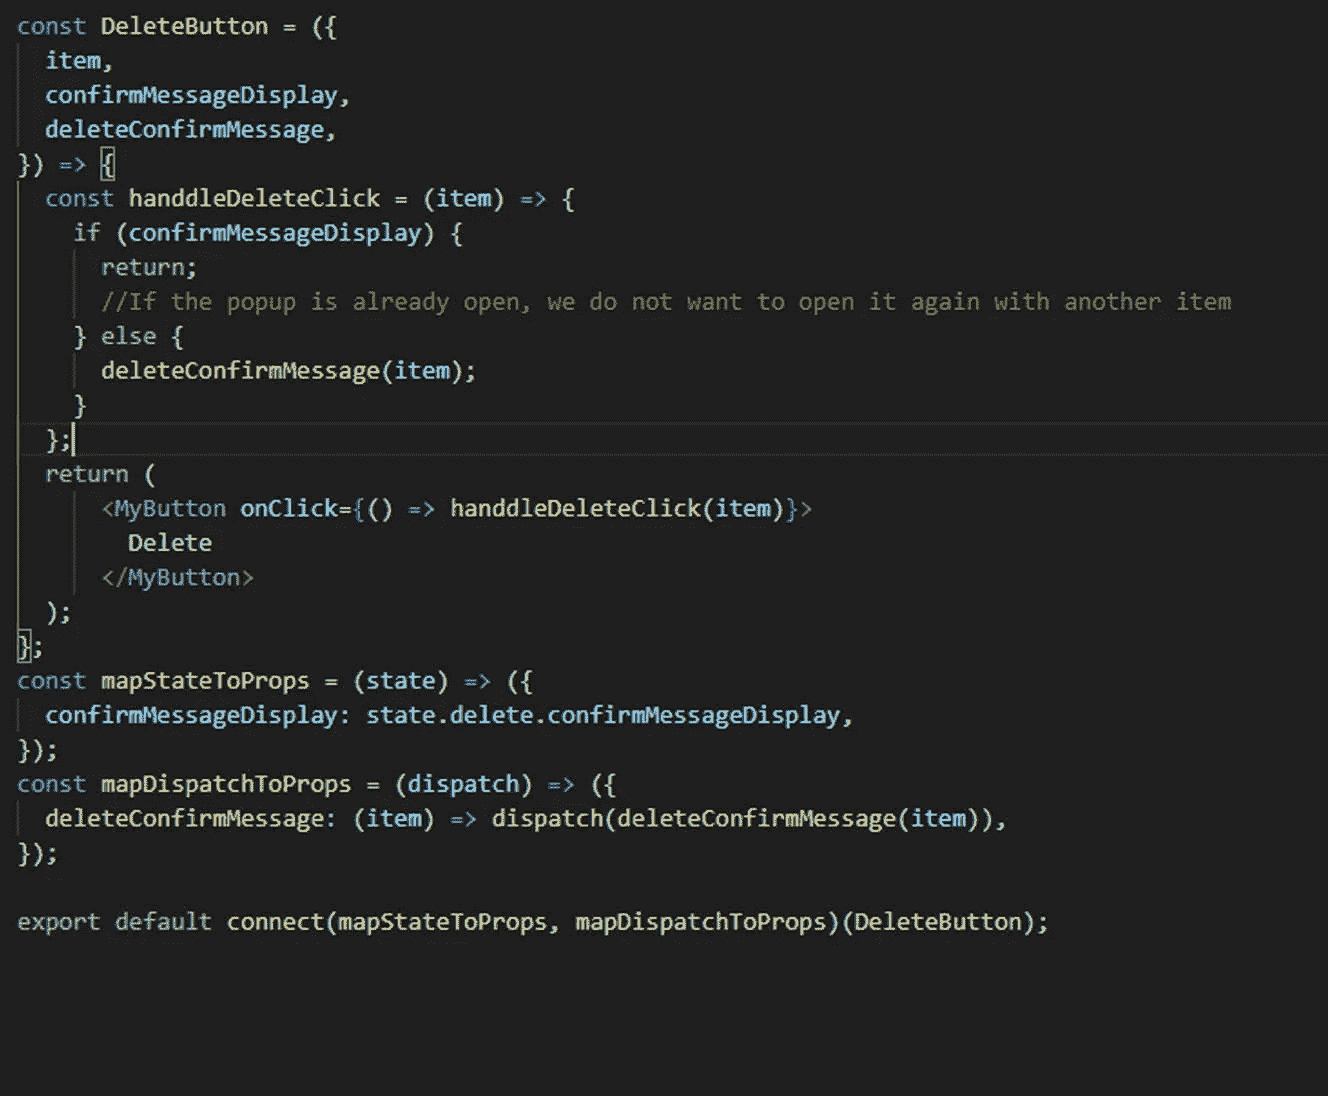 const DeleteButton = ({
  item,
  confirmMessageDisplay,
  deleteConfirmMessage,
}) => {
  const handdleDeleteClick = (item) => {
    if (confirmMessageDisplay) {
      return;
      //If the popup is already open, we do not want to open it again with another item
    } else {
      deleteConfirmMessage(item);
    }
  };
  return (
      <MyButton onClick={() => handdleDeleteClick(item)}>
        Delete
      </MyButton>
  );
};
const mapStateToProps = (state) => ({
  confirmMessageDisplay: state.delete.confirmMessageDisplay,
});
const mapDispatchToProps = (dispatch) => ({
  deleteConfirmMessage: (item) => dispatch(deleteConfirmMessage(item)),
});

export default connect(mapStateToProps, mapDispatchToProps)(DeleteButton);